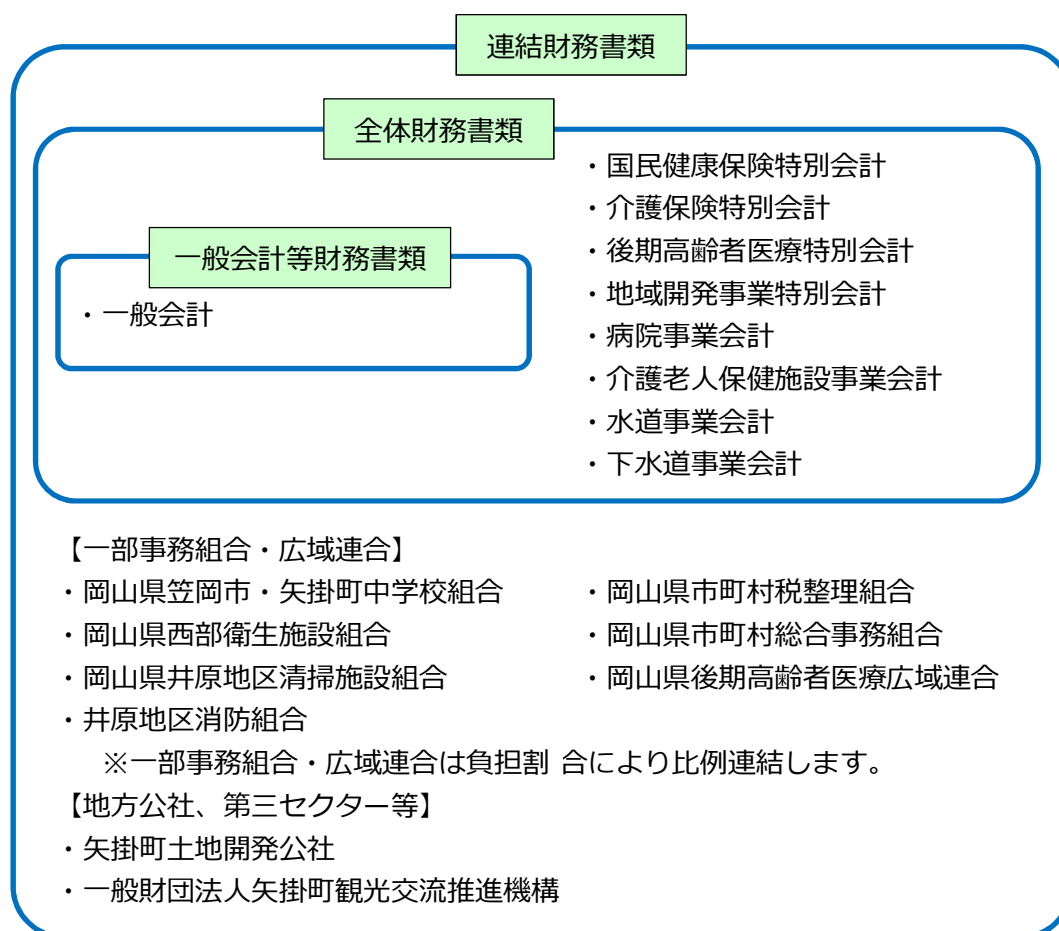 連結財務書類
全体財務書類
一般会計等財務書類
・一般会計
・国民健康保険特別会計
・介護保険特別会計
・後期高齢者医療特別会計
・地域開発事業特別会計
・病院事業会計
・介護老人保健施設事業会計
・水道事業会計
・下水道事業会計
【一部事務組合・広域連合】
・岡山県笠岡市・矢掛町中学校組合
・岡山県西部衛生施設組合
・岡山県井原地区清掃施設組合
・井原地区消防組合
・岡山県市町村税整理組合
・岡山県市町村総合事務組合
・岡山県後期高齢者医療広域連合
※一部事務組合・広域連合は負担割 合により比例連結します。
【地方公社、第三セクター等】
・矢掛町土地開発公社
・一般財団法人矢掛町観光交流推進機構